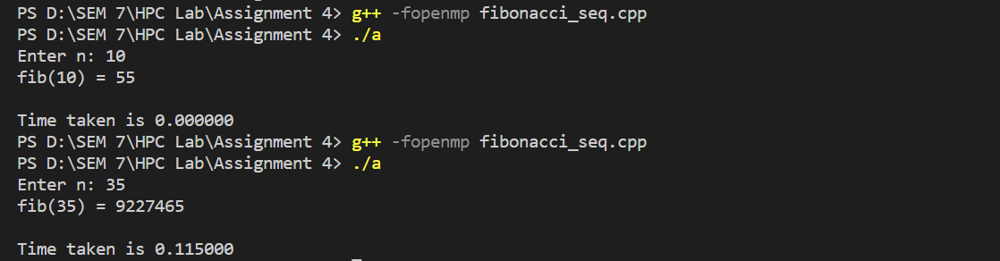 PS D:\SEM 7\HPC Lab\Assignment 4> g++ -fopenmp fibonacci_seq.cpp
PS D:\SEM 7\HPC Lab\Assignment 4> ./a
Enter n: 10
fib(10) = 55
Time taken is 0.000000
PS D:\SEM 7\HPC Lab\Assignment 4> g++ -fopenmp fibonacci_seq.cpp
PS D:\SEM 7\HPC Lab\Assignment 4> ./a
Enter n: 35
fib(35) = 9227465
Time taken is 0.115000